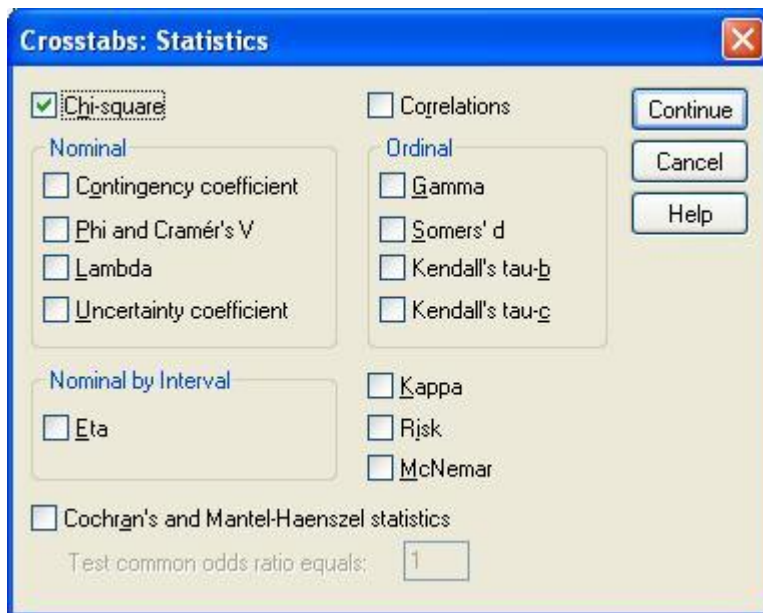 Crosstabs: Statistics
Chi-square
Correlations
Continue
Cancel
Help
Nominal
Contingency coefficient
Phi and Cramér's V
Lambda
Uncertainty coefficient
Ordinal
Gamma
Somers' d
Kendall's tau-b
Kendall's tau-c
Nominal by Interval
Eta
Kappa
Risk
McNemar
Cochran's and Mantel-Haenszel statistics
Test common odds ratio equals: 1